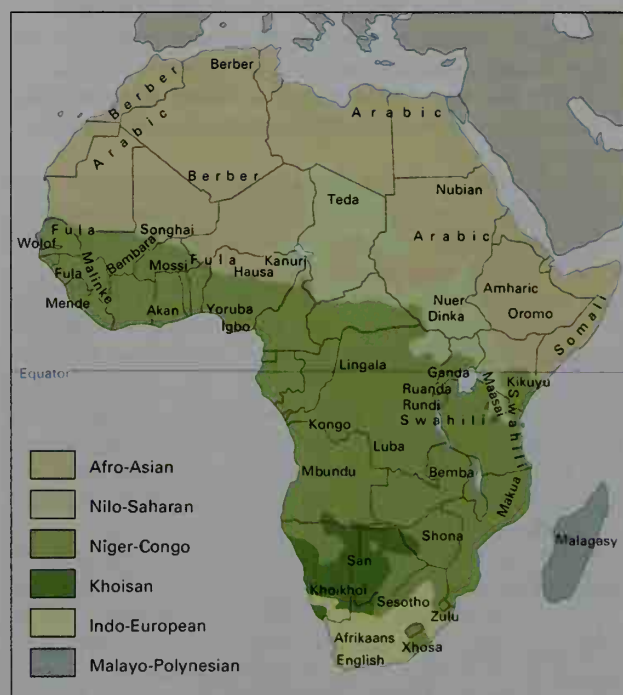 Berber
Berber
Arabic
Arabic
Berber
Teda
Nubian
Arabic
Fula
Songhai
Wolof
Bembara
Mossi
Fula
Kanuri
Hausa
Fula
Malinke
Nuer
Dinka
Amharic
Oromo
Somali
Mende
Akan
Yoruba
Igbo
Equator
Lingala
Ganda
Kikuyu
Ruanda
Rundi
Maasai
Swahili
Swahili
Kongo
Luba
Mbundu
Bemba
Makua
Shona
Malagasy
San
Khoikhoi
Sesotho
Zulu
Afrikaans
English
Xhosa
Afro-Asian
Nilo-Saharan
Niger-Congo
Khoisan
Indo-European
Malayo-Polynesian